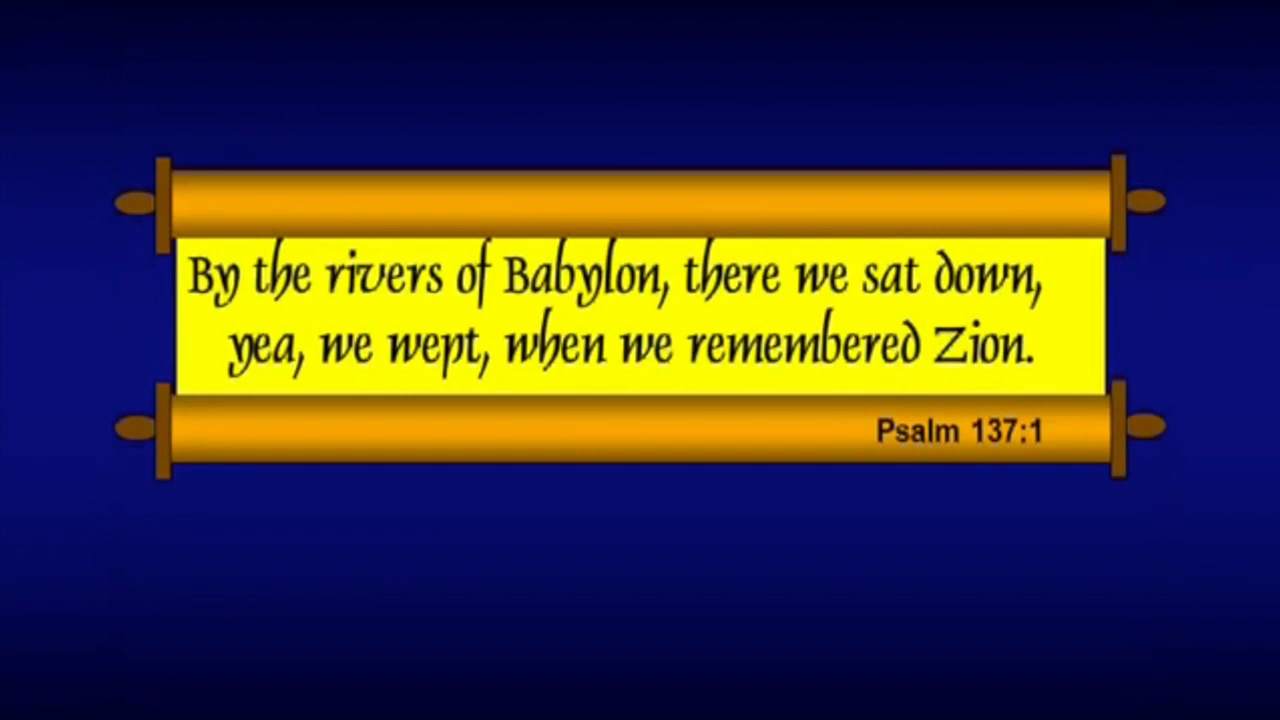 By the rivers of Babylon, there we sat down,
yea, we wept, when we remembered Zion.
Psalm 137:1